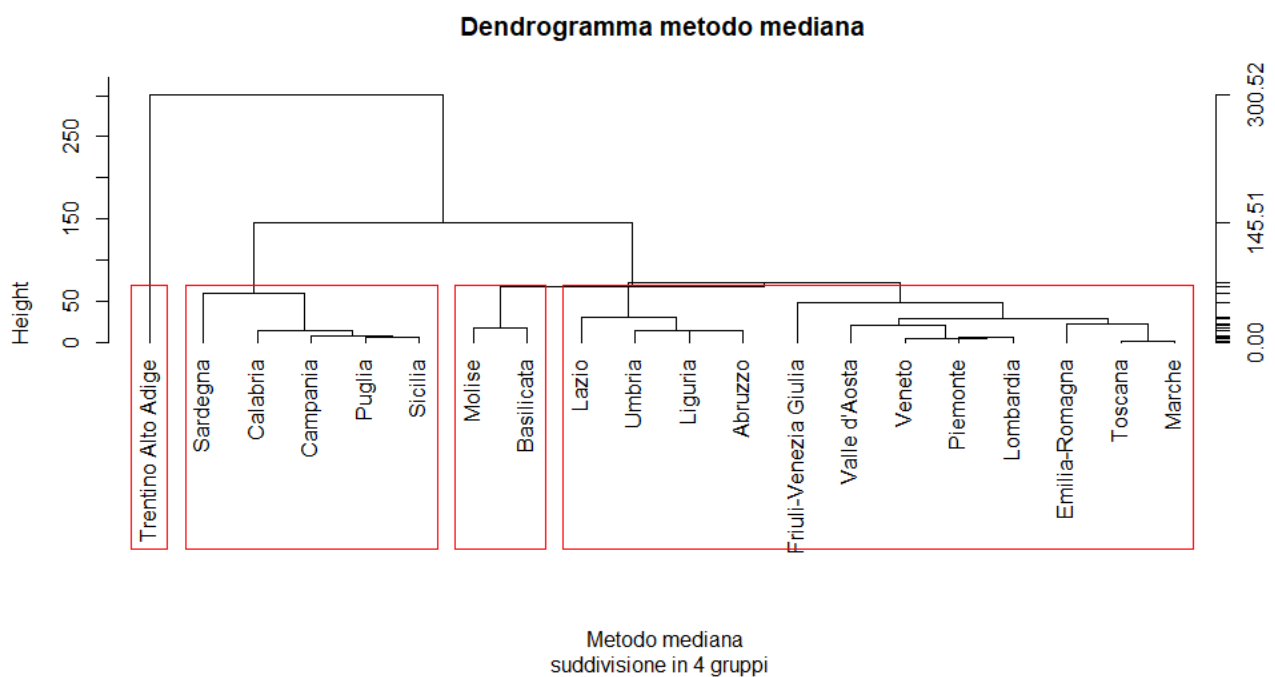 Dendrogramma metodo mediana
Height
0
50
150
250
0.00
145.51
300.52
Trentino Alto Adige
Sardegna
Calabria
Campania
Puglia
Sicilia
Molise
Basilicata
Lazio
Umbria
Liguria
Abruzzo
Friuli-Venezia Giulia
Valle d'Aosta
Veneto
Piemonte
Lombardia
Emilia-Romagna
Toscana
Marche
Metodo mediana
suddivisione in 4 gruppi